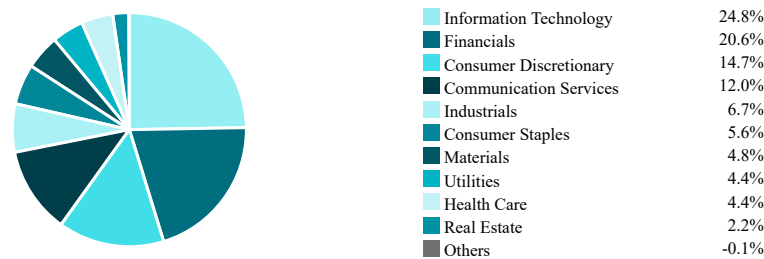 Information Technology 24.8%
Financials 20.6%
Consumer Discretionary 14.7%
Communication Services 12.0%
Industrials 6.7%
Consumer Staples 5.6%
Materials 4.8%
Utilities 4.4%
Health Care 4.4%
Real Estate 2.2%
Others -0.1%